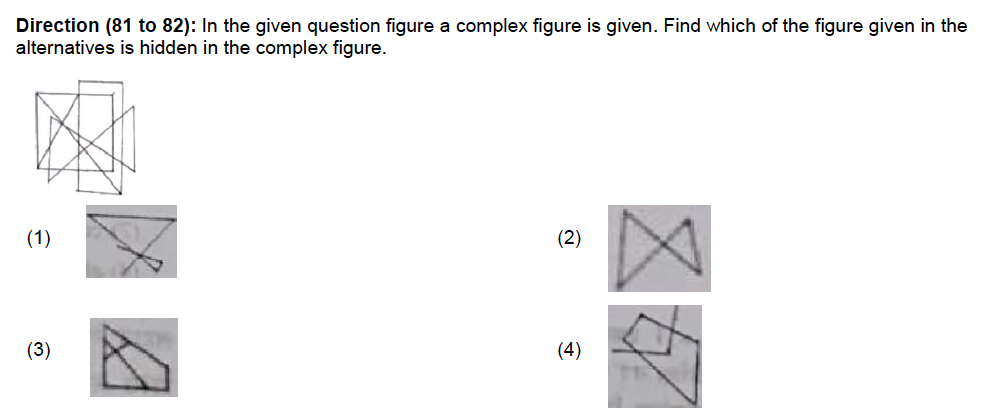 Direction (81 to 82): In the given question figure a complex figure is given. Find which of the figure given in the
alternatives is hidden in the complex figure.
(1)
(2)
(3)
(4)